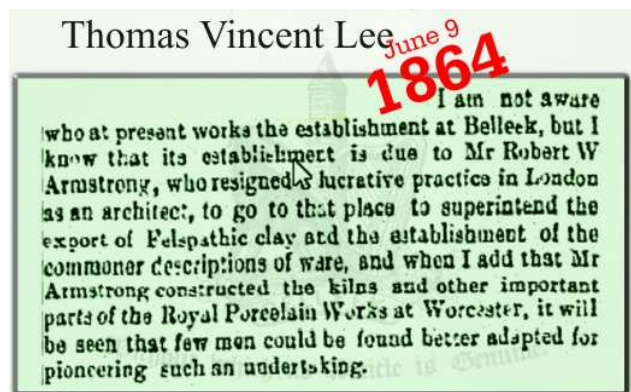 Thomas Vincent Lee
June 9
1864
I am not aware
who at present works the establishment at Belleek, but I
know that its establishment is due to Mr Robert W
Armstrong, who resigned a lucrative practice in London
as an architect, to go to that place to superintend the
export of Felspathic clay and the establishment of the
commoner descriptions of ware, and when I add that Mr
Armstrong constructed the kilns and other important
parts of the Royal Porcelain Works at Worcester, it will
be seen that few men could be found better adapted for
pioneering such an undertaking.
is Genuine.